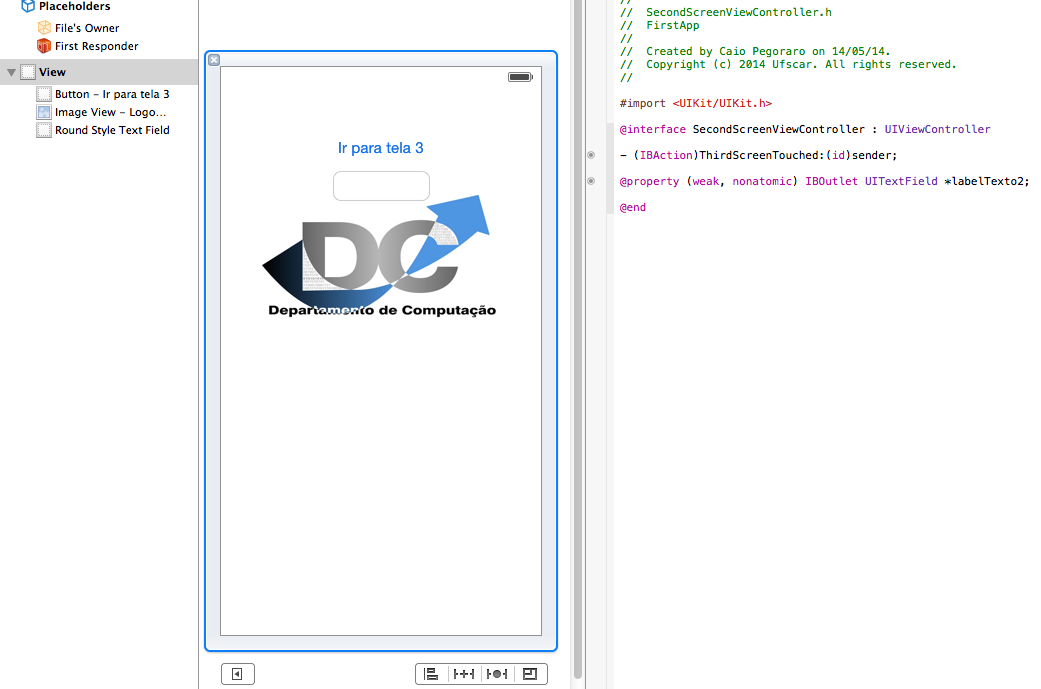 Placeholders
File's Owner
First Responder
View
Button - Ir para tela 3
Image View - Logo...
Round Style Text Field
Ir para tela 3
DC
Departamento de Computação
//
//  SecondScreenViewController.h
//  FirstApp
//
//  Created by Caio Pegoraro on 14/05/14.
//  Copyright (c) 2014 Ufscar. All rights reserved.
//
#import <UIKit/UIKit.h>
@interface SecondScreenViewController : UIViewController
- (IBAction)ThirdScreenTouched:(id)sender;
@property (weak, nonatomic) IBOutlet UITextField *labelTexto2;
@end